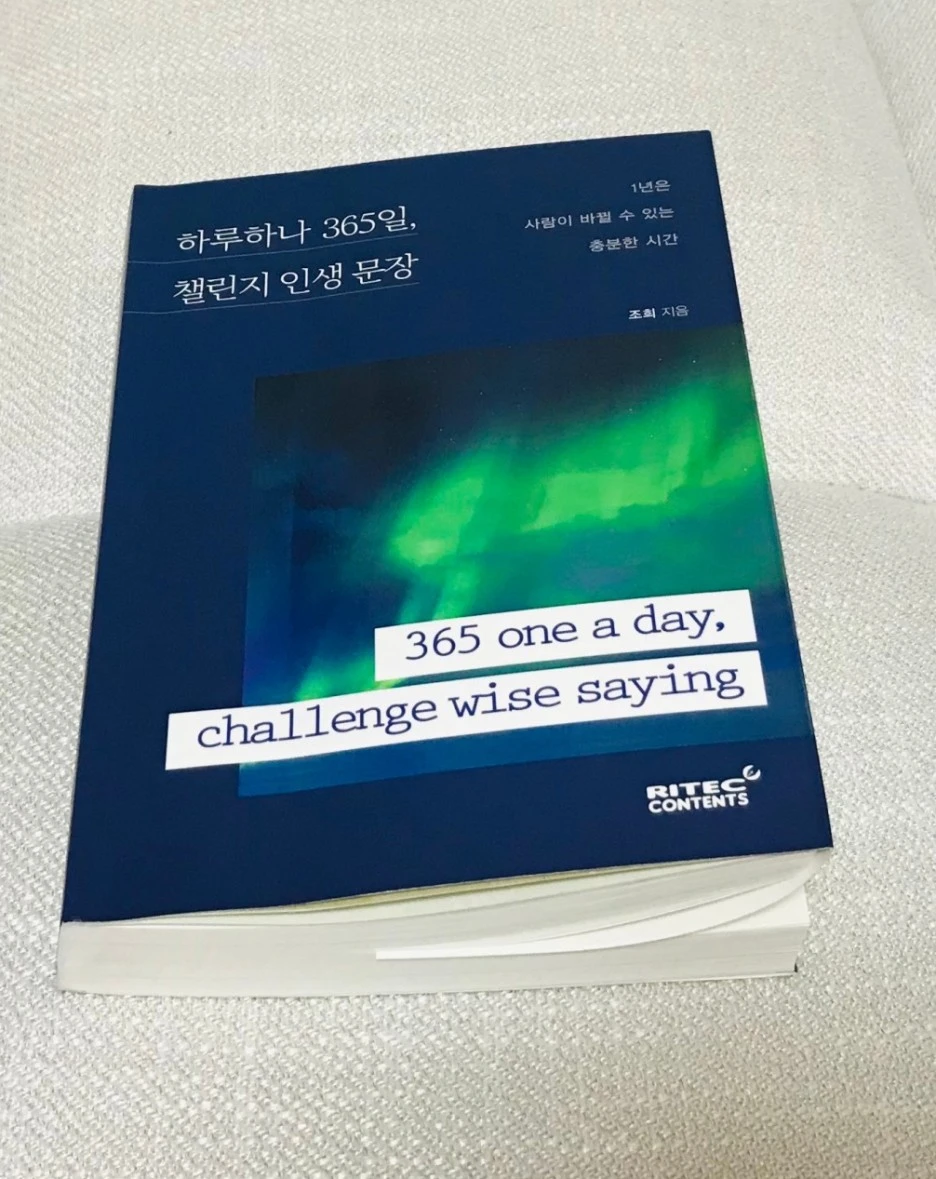 하루하나 365일,
챌린지 인생 문장
1년은
사람이 바뀔 수 있는
충분한 시간
조희 지음
365 one a day,
challenge wise saying
RITEC
CONTENTS